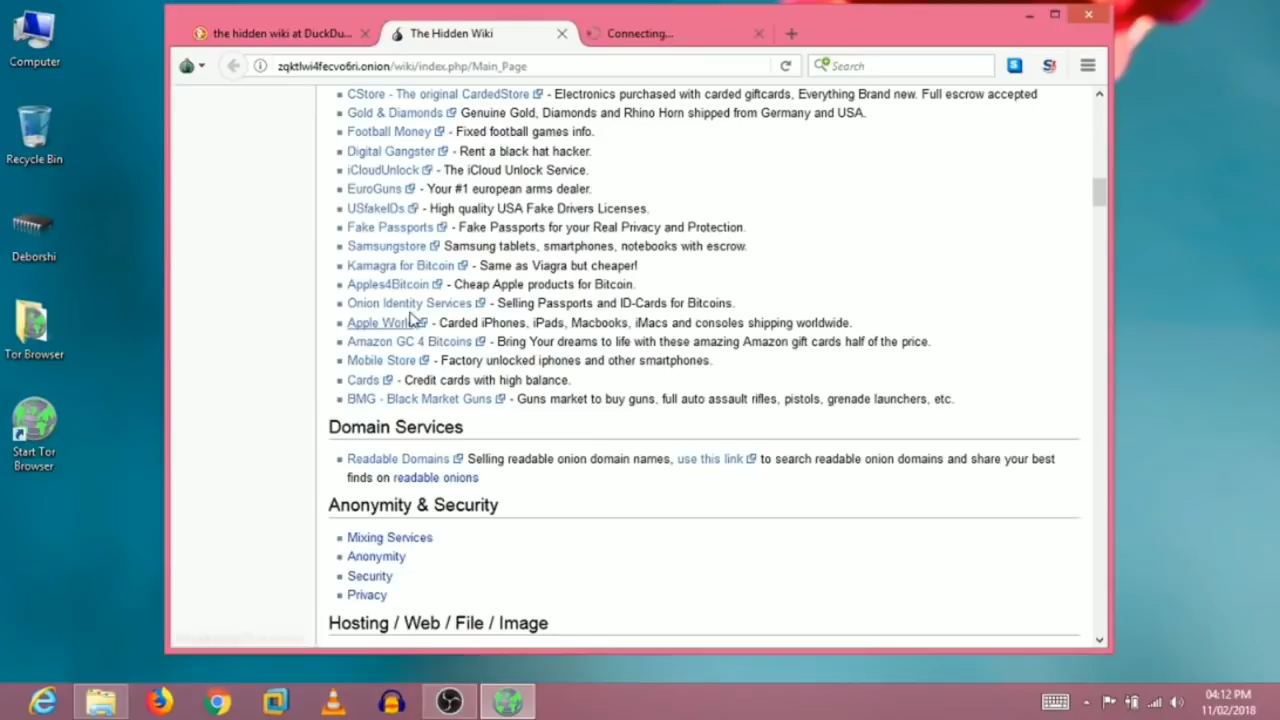 Computer
Recycle Bin
Deborshi
Tor Browser
Start Tor
Browser
the hidden wiki at DuckDu...
The Hidden Wiki
Connecting...
zqktlwi4fecvo6ri.onion/wiki/index.php/Main_Page
Search
CStore - The original CardedStore - Electronics purchased with carded giftcards, Everything Brand new. Full escrow accepted
Gold & Diamonds Genuine Gold, Diamonds and Rhino Horn shipped from Germany and USA.
Football Money - Fixed football games info.
Digital Gangster - Rent a black hat hacker.
iCloudUnlock - The iCloud Unlock Service.
EuroGuns - Your #1 european arms dealer.
USfakeIDs - High quality USA Fake Drivers Licenses.
Fake Passports - Fake Passports for your Real Privacy and Protection.
Samsungstore Samsung tablets, smartphones, notebooks with escrow.
Kamagra for Bitcoin - Same as Viagra but cheaper!
Apples4Bitcoin - Cheap Apple products for Bitcoin.
Onion Identity Services - Selling Passports and ID-Cards for Bitcoins.
Apple World - Carded iPhones, iPads, Macbooks, iMacs and consoles shipping worldwide.
Amazon GC 4 Bitcoins - Bring Your dreams to life with these amazing Amazon gift cards half of the price.
Mobile Store - Factory unlocked iphones and other smartphones.
Cards - Credit cards with high balance.
BMG - Black Market Guns - Guns market to buy guns, full auto assault rifles, pistols, grenade launchers, etc.
Domain Services
Readable Domains Selling readable onion domain names, use this link to search readable onion domains and share your best
finds on readable onions
Anonymity & Security
Mixing Services
Anonymity
Security
Privacy
Hosting / Web / File / Image
04:12 PM
11/02/2018